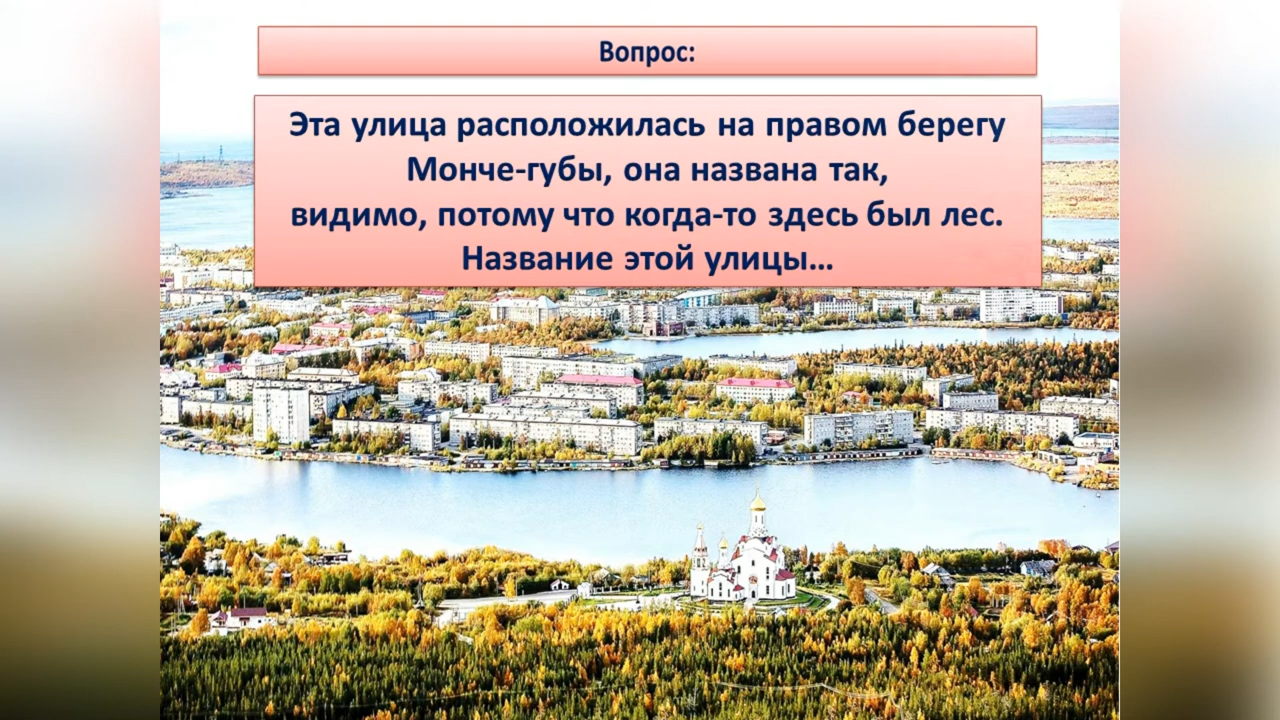 Вопрос:
Эта улица расположилась на правом берегу
Монче-губы, она названа так,
видимо, потому что когда-то здесь был лес.
Название этой улицы...